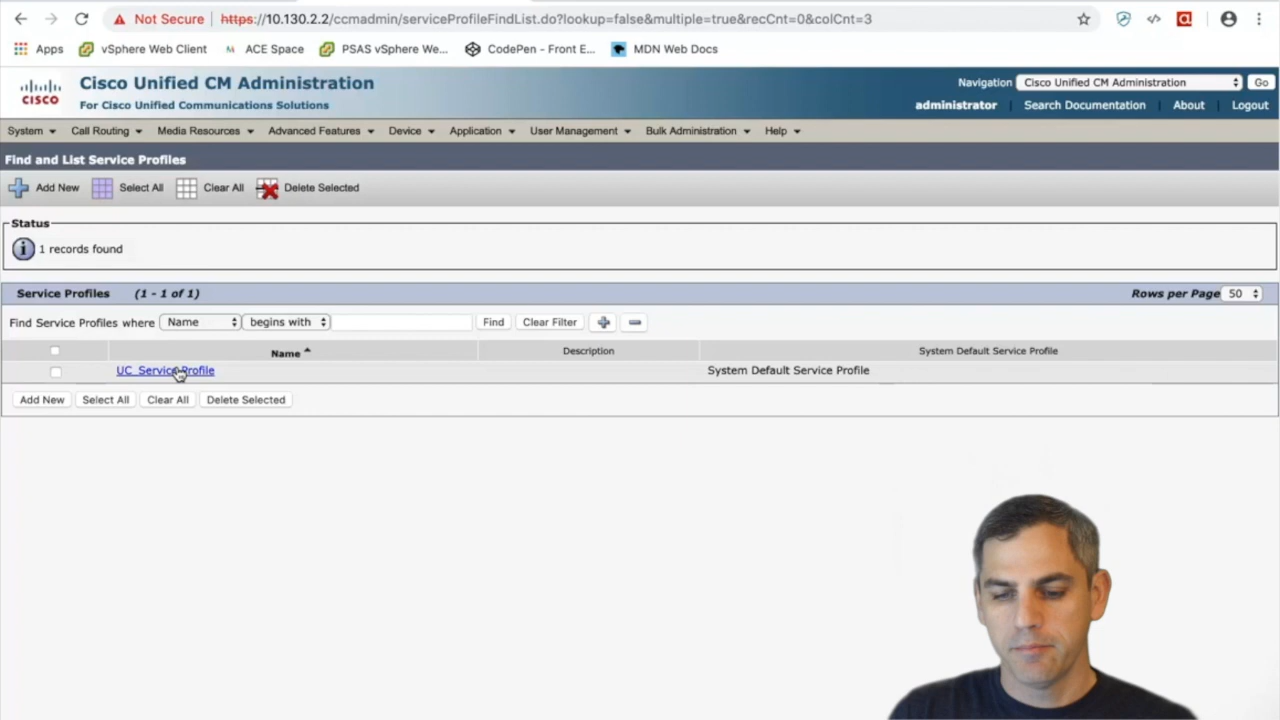 Not Secure | https://10.130.2.2/ccmadmin/serviceProfileFindList.do?lookup=false&multiple=true&recCnt=0&colCnt=3
Apps vSphere Web Client ACE Space PSAS vSphere We... CodePen - Front E... MDN Web Docs
CISCO Cisco Unified CM Administration Navigation Cisco Unified CM Administration Go
For Cisco Unified Communications Solutions administrator | Search Documentation | About | Logout
System Call Routing Media Resources Advanced Features Device Application User Management Bulk Administration Help
Find and List Service Profiles
Add New Select All Clear All Delete Selected
Status
1 records found
Service Profiles (1 - 1 of 1) Rows per Page 50
Find Service Profiles where Name begins with Find Clear Filter
Name Description System Default Service Profile
UC_Service Profile System Default Service Profile
Add New Select All Clear All Delete Selected